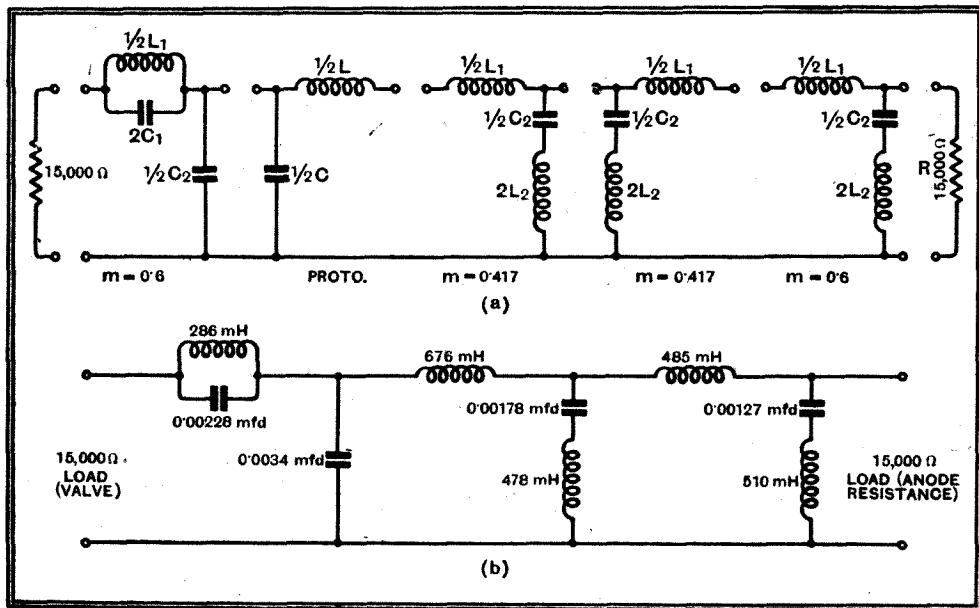 ½L₁
2C₁
15,000 Ω
½C₂
½C
½L
½L₁
½C₂
2L₂
½L₁
½C₂
2L₂
½L₁
½C₂
2L₂
R
15,000 Ω
m = 0·6
PROTO.
m = 0·417
m = 0·417
m = 0·6
(a)
286 mH
0·00228 mfd
15,000 Ω
LOAD
(VALVE)
0·0034 mfd
676 mH
0·00178 mfd
478 mH
485 mH
0·00127 mfd
510 mH
15,000 Ω
LOAD (ANODE
RESISTANCE)
(b)